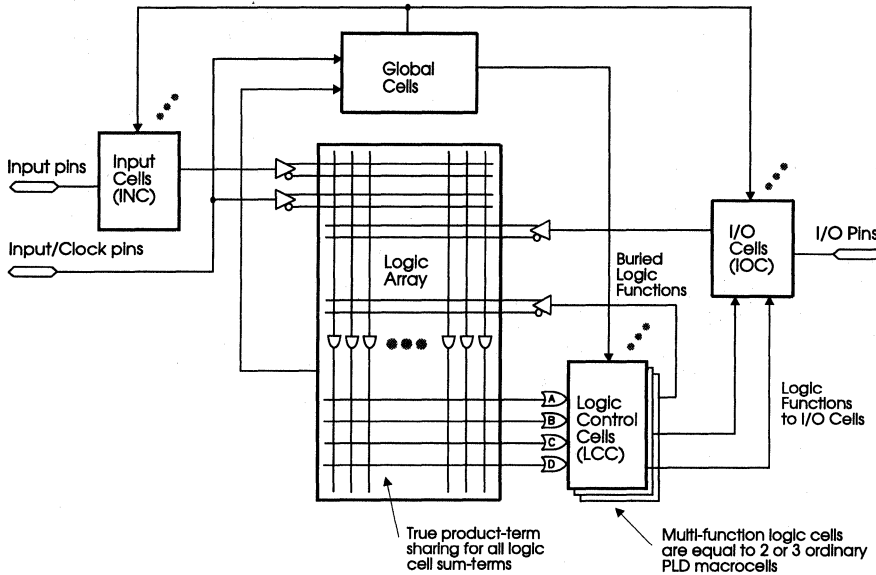 Global
Cells
Input pins
Input
Cells
(INC)
Input/Clock pins
Logic
Array
Buried
Logic
Functions
I/O
Cells
(IOC)
I/O Pins
A
B
C
D
Logic
Control
Cells
(LCC)
Logic
Functions
to I/O Cells
True product-term
sharing for all logic
cell sum-terms
Multi-function logic cells
are equal to 2 or 3 ordinary
PLD macrocells